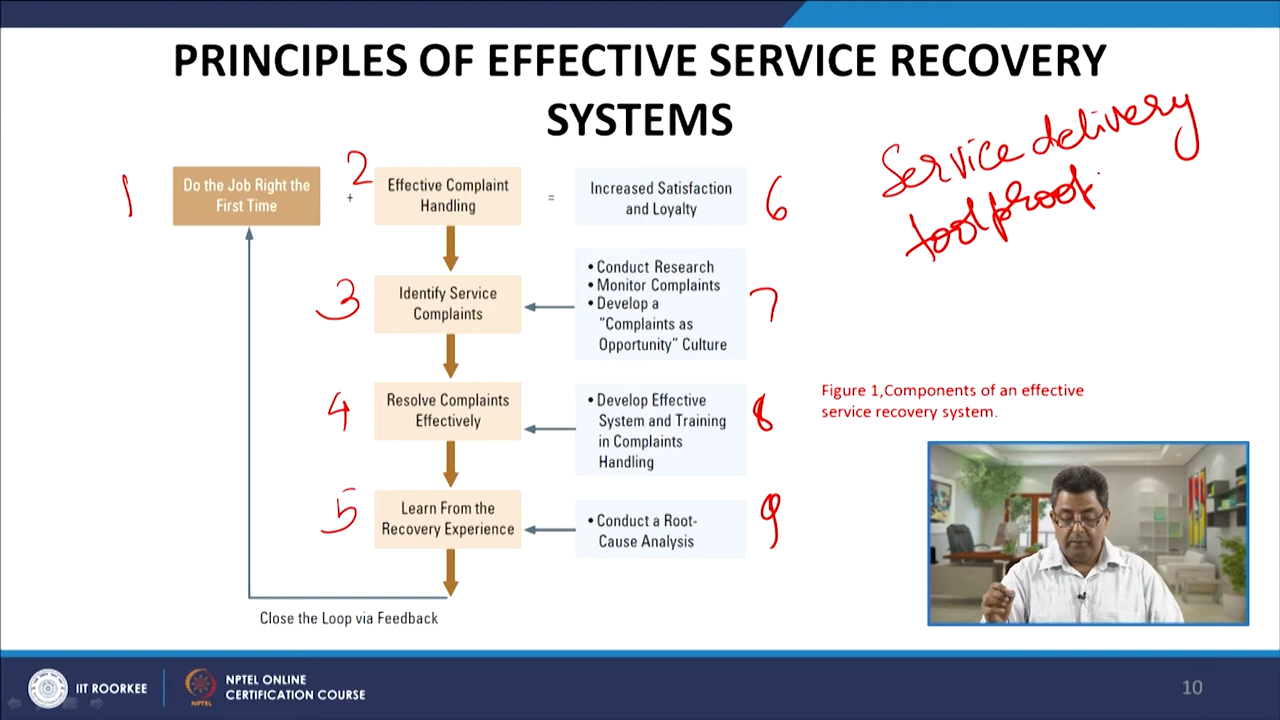 PRINCIPLES OF EFFECTIVE SERVICE RECOVERY
SYSTEMS
Service delivery
foolproof.
1
Do the Job Right the
First Time
+
2
Effective Complaint
Handling
=
Increased Satisfaction
and Loyalty
6
3
Identify Service
Complaints
• Conduct Research
• Monitor Complaints
• Develop a
"Complaints as
Opportunity" Culture
7
4
Resolve Complaints
Effectively
• Develop Effective
System and Training
in Complaints
Handling
8
Figure 1,Components of an effective
service recovery system.
5
Learn From the
Recovery Experience
• Conduct a Root-
Cause Analysis
9
Close the Loop via Feedback
IIT ROORKEE
NPTEL
NPTEL ONLINE
CERTIFICATION COURSE
10